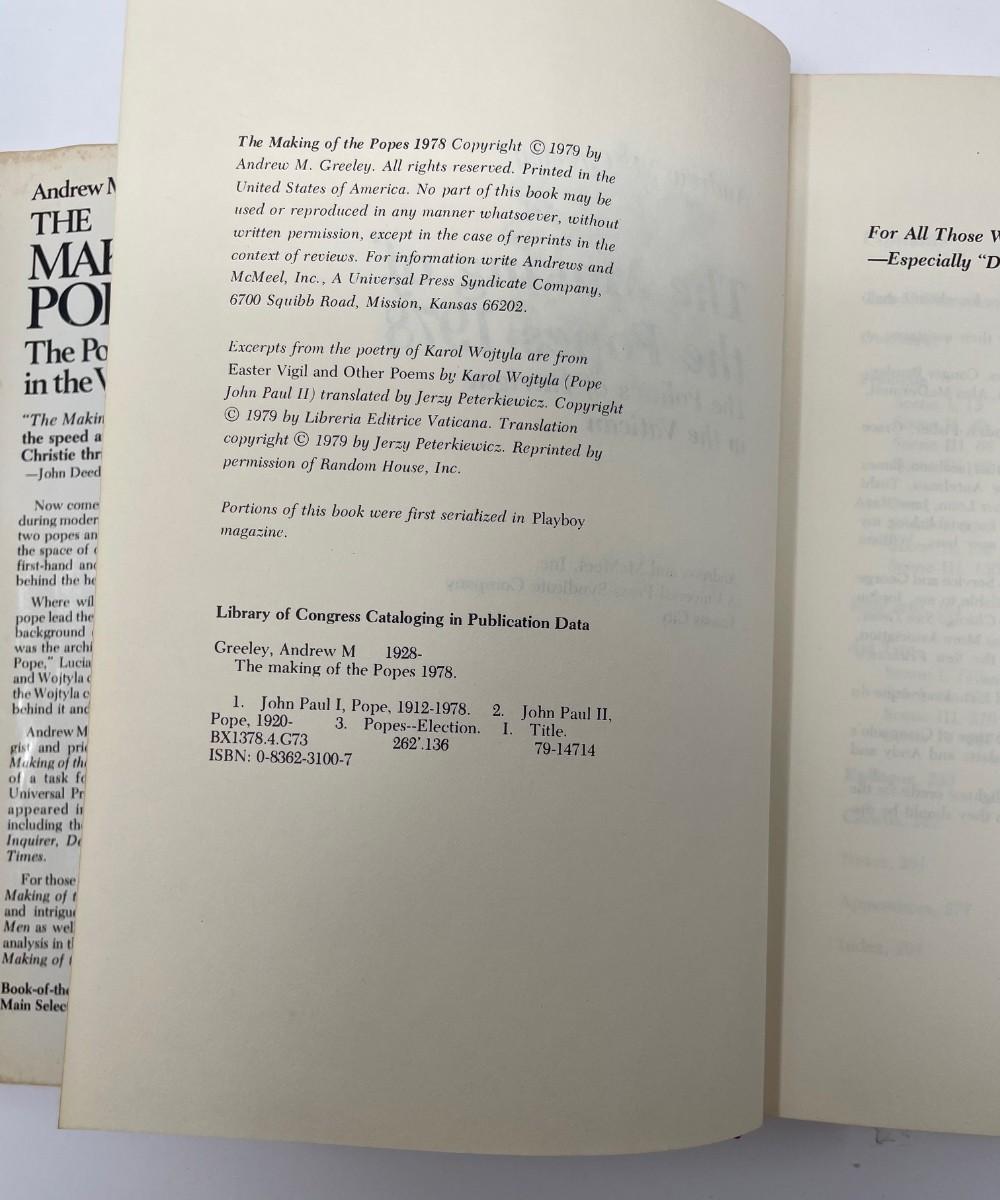 Andrew M
THE
MAK
POP
The Po
in the V
"The Makin
the speed a
Christie thr
—John Deed
Now come
during moder
two popes an
the space of
first-hand and
behind the he
Where wil
pope lead the
background
was the archi
Pope," Lucia
and Wojtyla
the Wojtyla c
behind it and
Andrew M
gist and pri
Making of the
of a task fo
Universal Pr
appeared in
including th
Inquirer, De
Times.
For those
Making of t
and intrigue
Men as well
analysis in t
Making of
Book-of-the
Main Select
The Making of the Popes 1978 Copyright © 1979 by
Andrew M. Greeley. All rights reserved. Printed in the
United States of America. No part of this book may be
used or reproduced in any manner whatsoever, without
written permission, except in the case of reprints in the
context of reviews. For information write Andrews and
McMeel, Inc., A Universal Press Syndicate Company,
6700 Squibb Road, Mission, Kansas 66202.
Excerpts from the poetry of Karol Wojtyla are from
Easter Vigil and Other Poems by Karol Wojtyla (Pope
John Paul II) translated by Jerzy Peterkiewicz. Copyright
© 1979 by Libreria Editrice Vaticana. Translation
copyright © 1979 by Jerzy Peterkiewicz. Reprinted by
permission of Random House, Inc.
Portions of this book were first serialized in Playboy
magazine.
Library of Congress Cataloging in Publication Data
Greeley, Andrew M 1928-
The making of the Popes 1978.
1. John Paul I, Pope, 1912-1978. 2. John Paul II,
Pope, 1920- 3. Popes--Election. I. Title.
BX1378.4.G73 262'.136 79-14714
ISBN: 0-8362-3100-7
For All Those W
—Especially "D